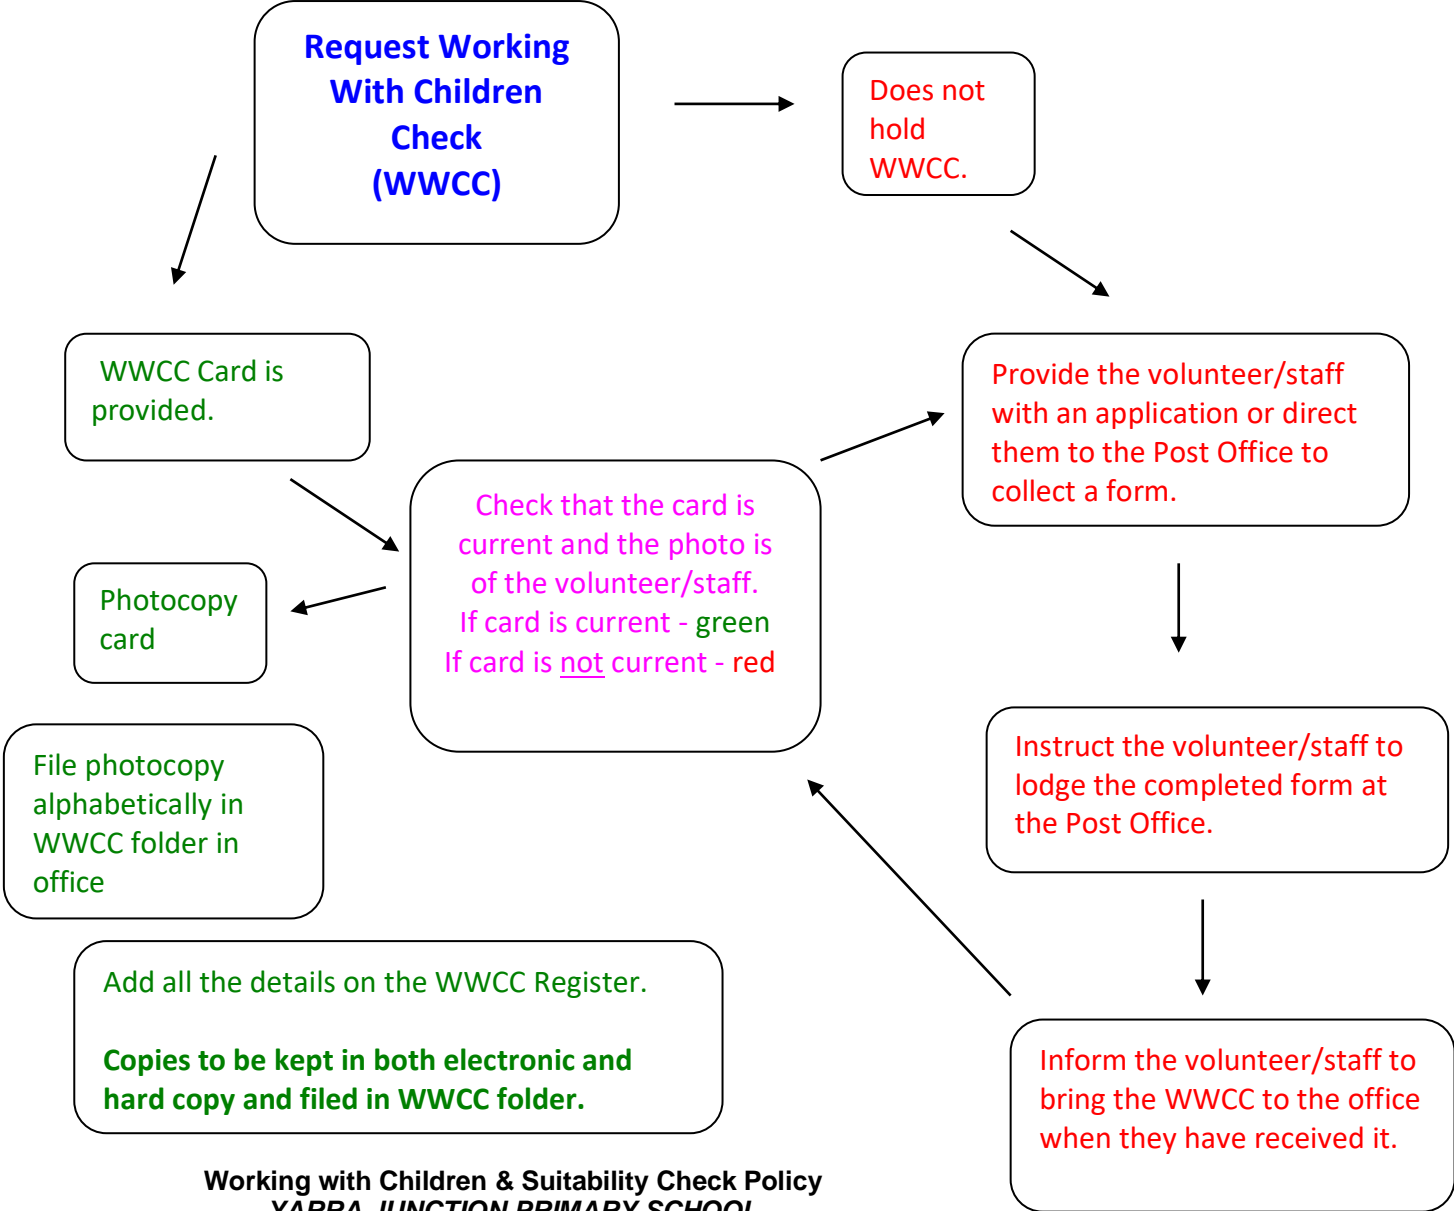 Request Working
With Children
Check
(WWCC)
Does not
hold
WWCC.
WWCC Card is
provided.
Provide the volunteer/staff
with an application or direct
them to the Post Office to
collect a form.
Check that the card is
current and the photo is
of the volunteer/staff.
If card is current - green
If card is not current - red
Photocopy
card
File photocopy
alphabetically in
WWCC folder in
office
Instruct the volunteer/staff to
lodge the completed form at
the Post Office.
Add all the details on the WWCC Register.
Copies to be kept in both electronic and
hard copy and filed in WWCC folder.
Inform the volunteer/staff to
bring the WWCC to the office
when they have received it.
Working with Children & Suitability Check Policy
YARRA JUNCTION PRIMARY SCHOOL